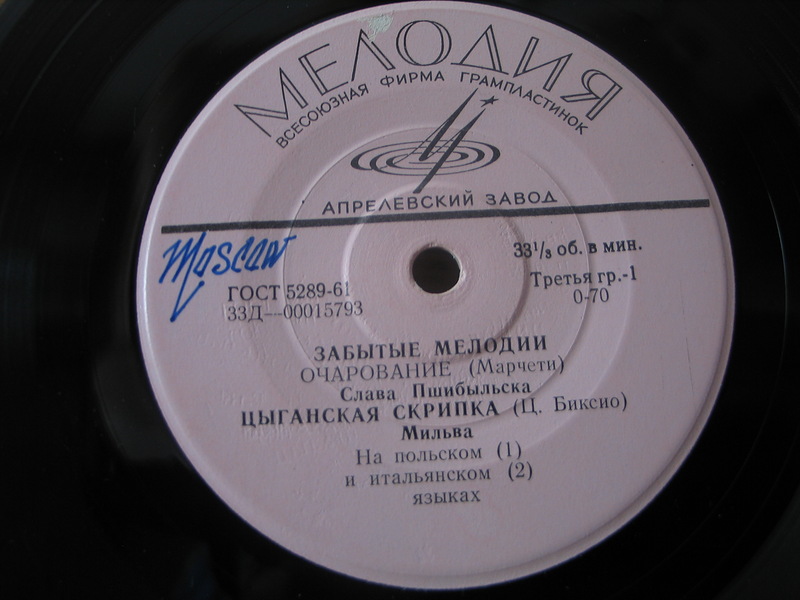 МЕЛОДИЯ
ВСЕСОЮЗНАЯ ФИРМА ГРАМПЛАСТИНОК
АПРЕЛЕВСКИЙ ЗАВОД
Moscow
33⅓ об. в мин.
ГОСТ 5289-61
Третья гр.-1
33Д—00015793
0-70
ЗАБЫТЫЕ МЕЛОДИИ
ОЧАРОВАНИЕ (Марчети)
Слава Пшибыльска
ЦЫГАНСКАЯ СКРИПКА (Ц. Биксио)
Мильва
На польском (1)
и итальянском (2)
языках